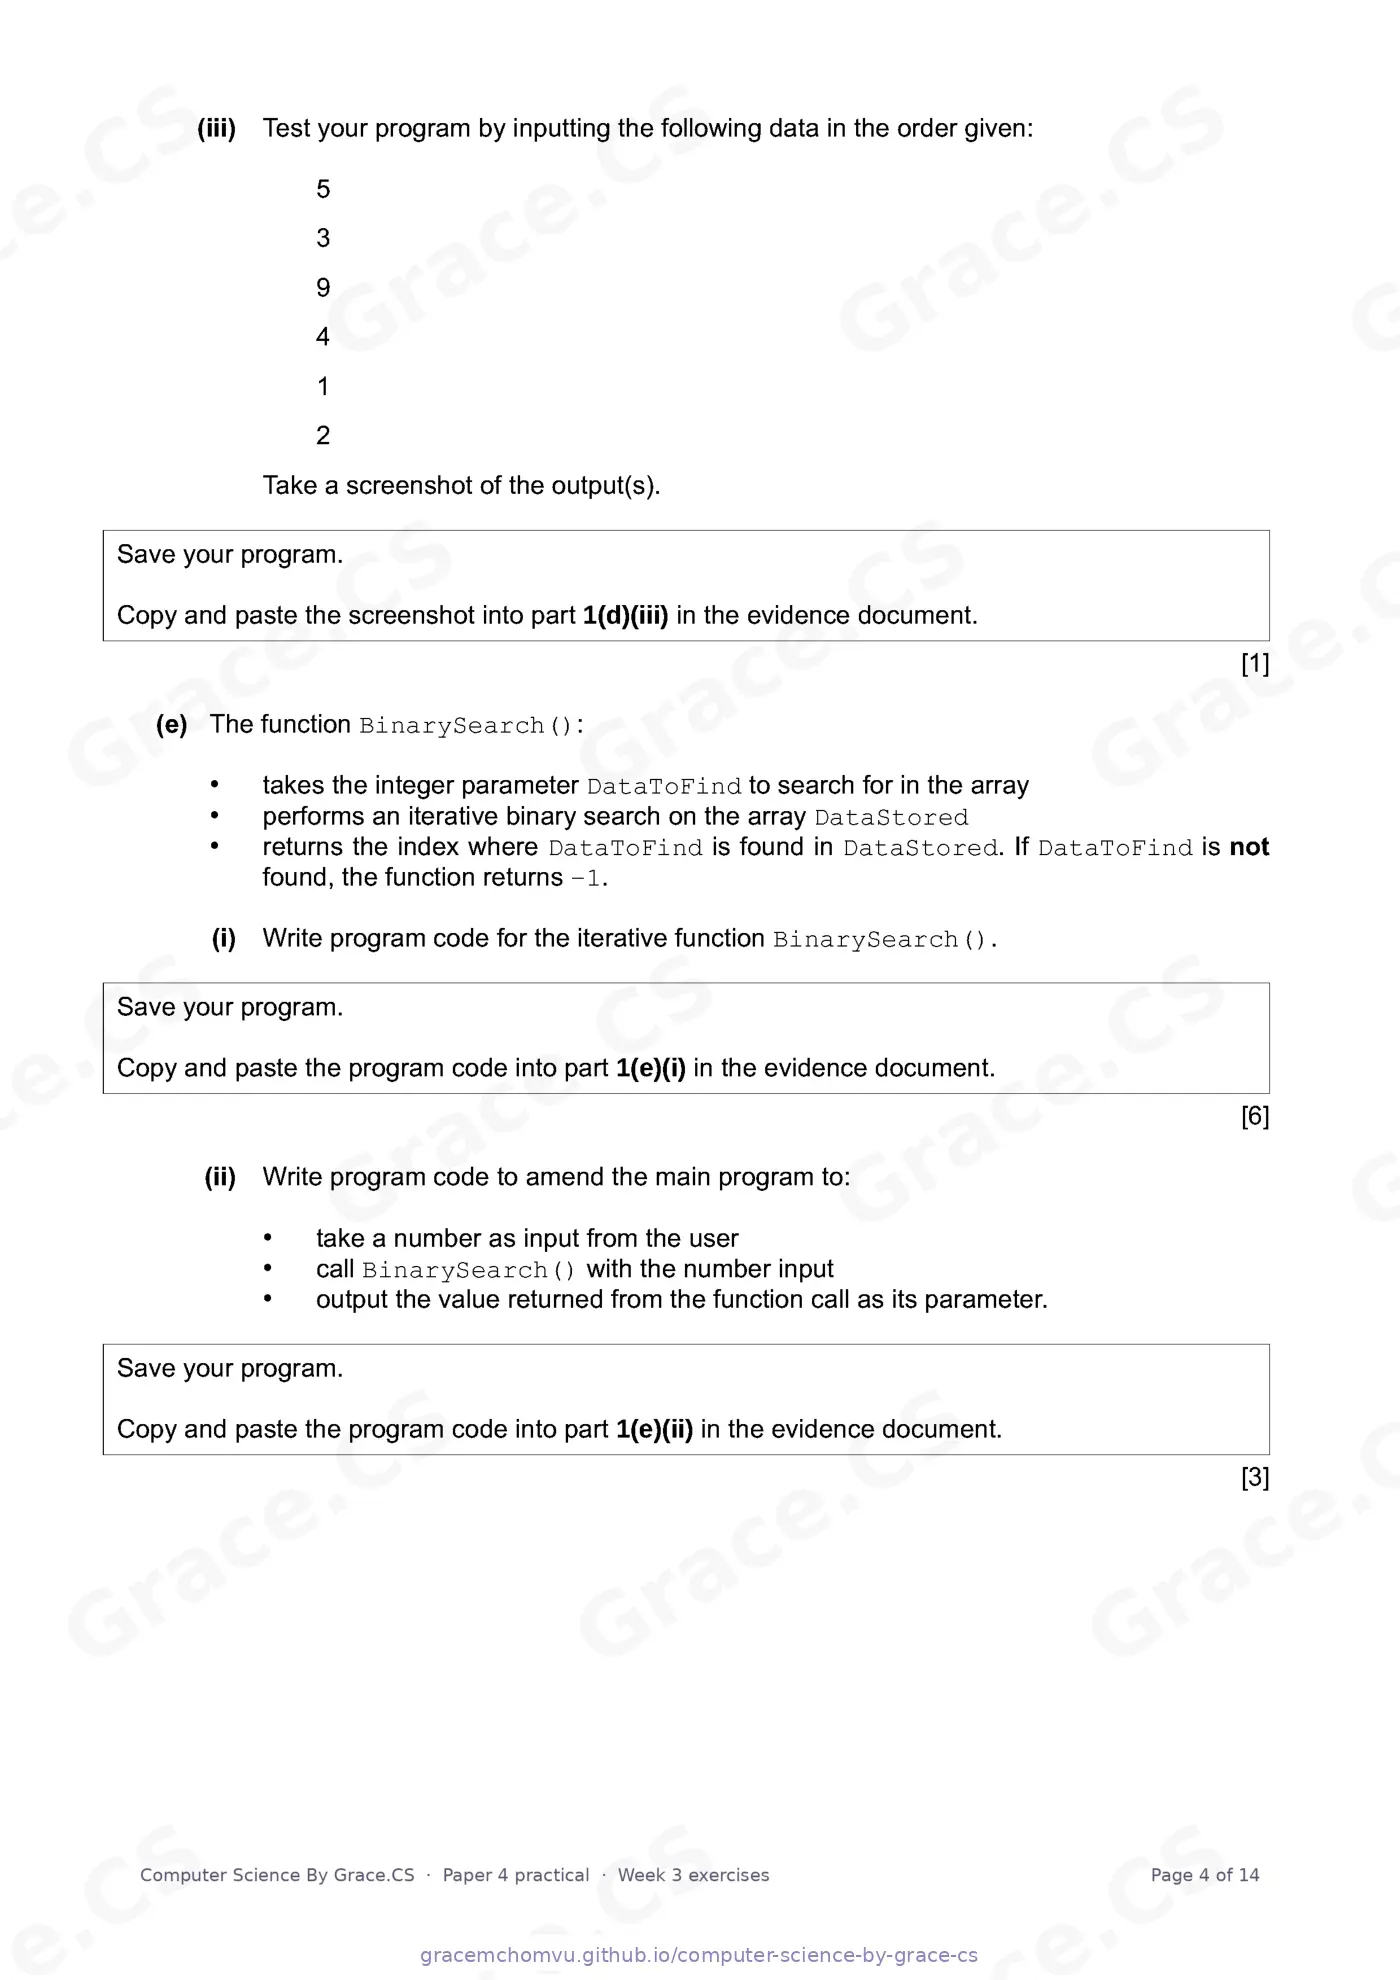 (iii) Test your program by inputting the following data in the order given:
5
3
9
4
1
2
Take a screenshot of the output(s).
Save your program.
Copy and paste the screenshot into part 1(d)(iii) in the evidence document.
[1]
(e) The function BinarySearch():
• takes the integer parameter DataToFind to search for in the array
• performs an iterative binary search on the array DataStored
• returns the index where DataToFind is found in DataStored. If DataToFind is not
found, the function returns -1.
(i) Write program code for the iterative function BinarySearch().
Save your program.
Copy and paste the program code into part 1(e)(i) in the evidence document.
[6]
(ii) Write program code to amend the main program to:
• take a number as input from the user
• call BinarySearch() with the number input
• output the value returned from the function call as its parameter.
Save your program.
Copy and paste the program code into part 1(e)(ii) in the evidence document.
[3]
Computer Science By Grace.CS · Paper 4 practical · Week 3 exercises Page 4 of 14
gracemchomvu.github.io/computer-science-by-grace-cs
Grace.CS